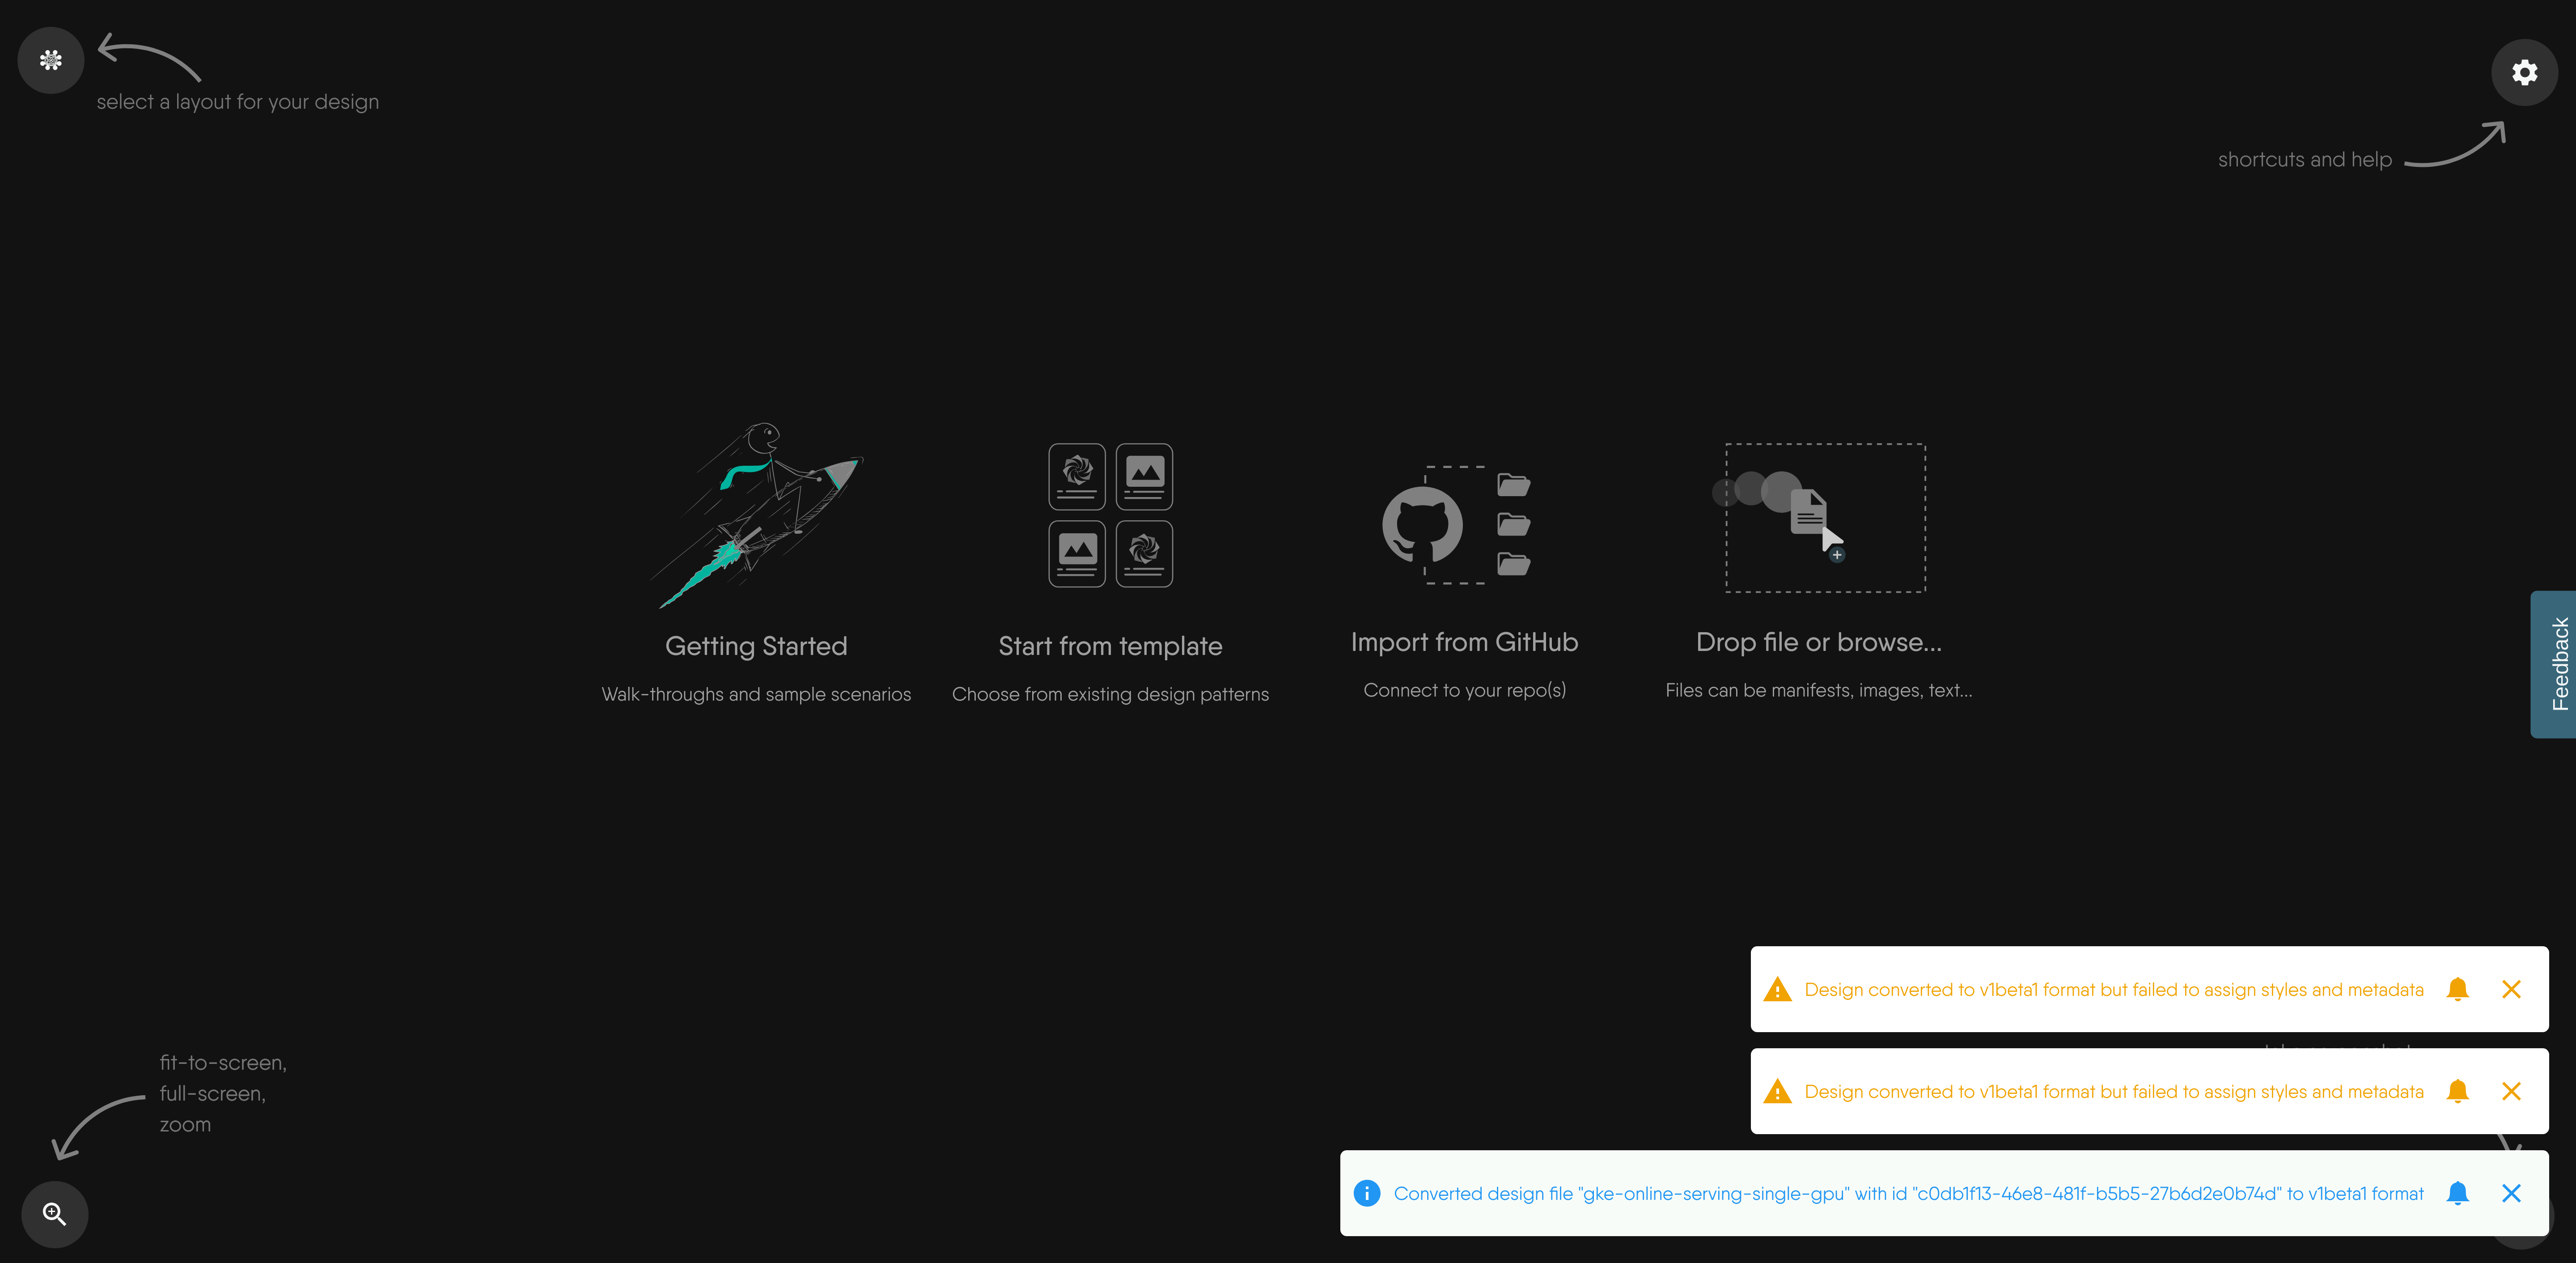 select a layout for your design
shortcuts and help
Getting Started
Walk-throughs and sample scenarios
Start from template
Choose from existing design patterns
Import from GitHub
Connect to your repo(s)
Drop file or browse...
Files can be manifests, images, text...
Feedback
Design converted to v1beta1 format but failed to assign styles and metadata
Design converted to v1beta1 format but failed to assign styles and metadata
fit-to-screen,
full-screen,
zoom
Converted design file "gke-online-serving-single-gpu" with id "c0db1f13-46e8-481f-b5b5-27b6d2e0b74d" to v1beta1 format